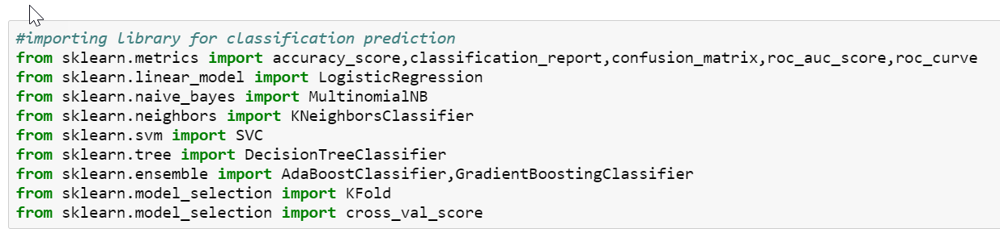 #importing library for classification prediction
from sklearn.metrics import accuracy_score,classification_report,confusion_matrix,roc_auc_score,roc_curve
from sklearn.linear_model import LogisticRegression
from sklearn.naive_bayes import MultinomialNB
from sklearn.neighbors import KNeighborsClassifier
from sklearn.svm import SVC
from sklearn.tree import DecisionTreeClassifier
from sklearn.ensemble import AdaBoostClassifier,GradientBoostingClassifier
from sklearn.model_selection import KFold
from sklearn.model_selection import cross_val_score